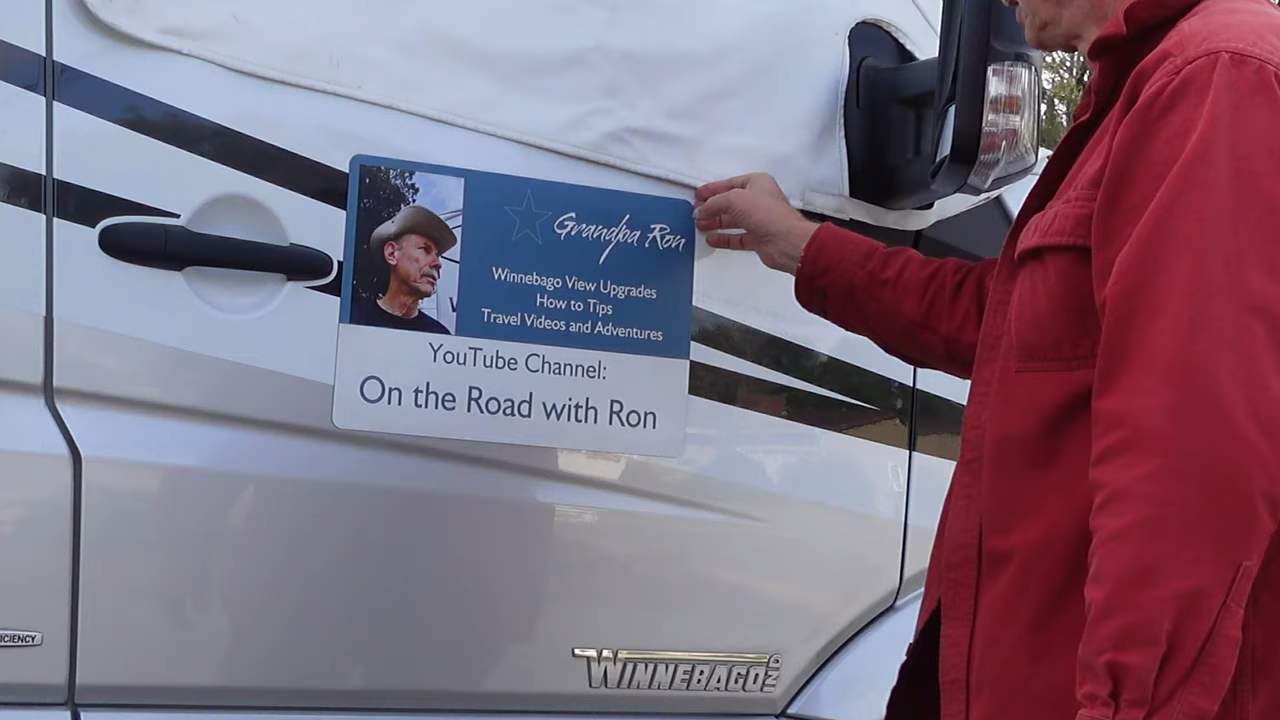 Grandpa Ron
Winnebago View Upgrades
How to Tips
Travel Videos and Adventures
YouTube Channel:
On the Road with Ron
WINNEBAGO IND